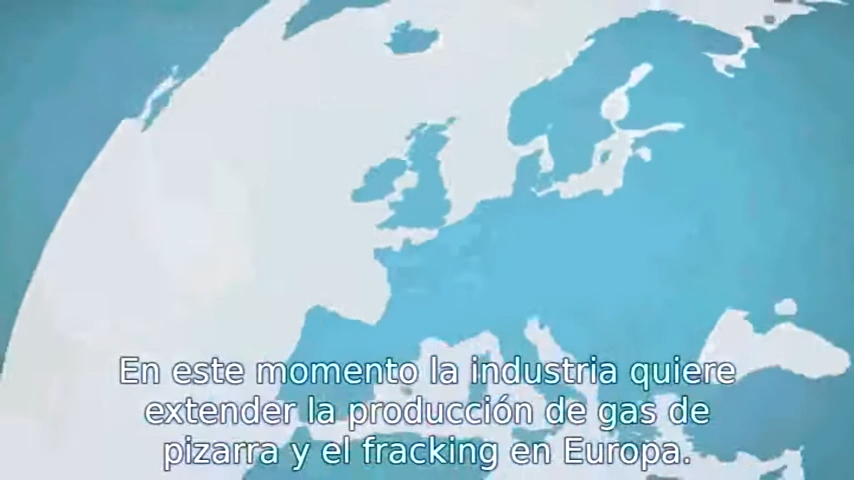 En este momento la industria quiere
extender la producción de gas de
pizarra y el fracking en Europa.